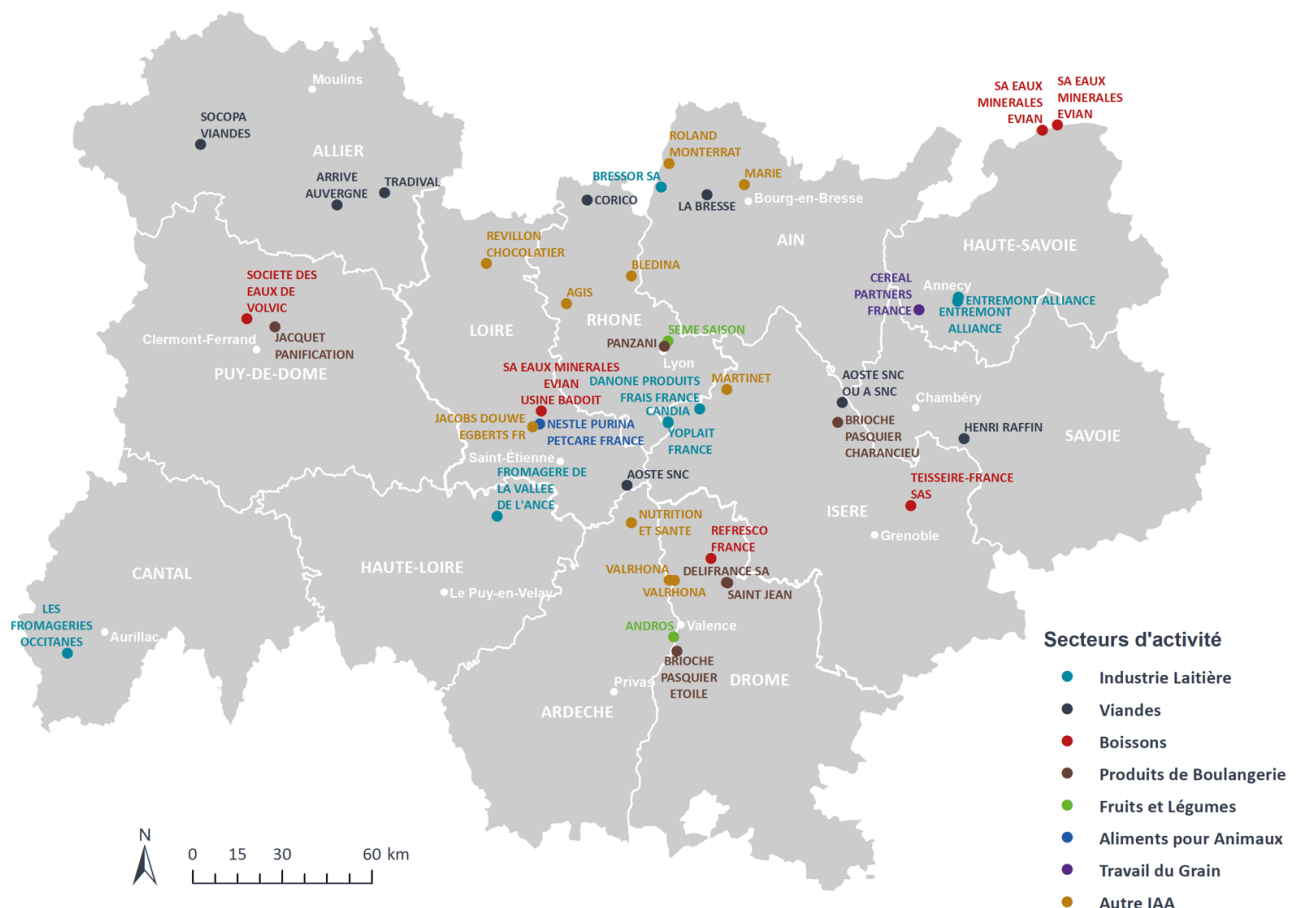 Moulins
SOCOPA
VIANDES
ALLIER
ARRIVE
AUVERGNE
TRADIVAL
SA EAUX
MINERALES
EVIAN
SA EAUX
MINERALES
EVIAN
ROLAND
MONTERRAT
BRESSOR SA
MARIE
CORICO
LA BRESSE
Bourg-en-Bresse
AIN
HAUTE-SAVOIE
REVILLON
CHOCOLATIER
BLEDINA
AGIS
LOIRE
RHONE
CEREAL
PARTNERS
FRANCE
Annecy
ENTREMONT ALLIANCE
ENTREMONT
ALLIANCE
SOCIETE DES
EAUX DE
VOLVIC
Clermont-Ferrand
JACQUET
PANIFICATION
PUY-DE-DOME
5EME SAISON
PANZANI
Lyon
SA EAUX MINERALES
EVIAN
USINE BADOIT
DANONE PRODUITS
FRAIS FRANCE
CANDIA
MARTINET
YOPLAIT
FRANCE
AOSTE SNC
OU A SNC
Chambéry
BRIOCHE
PASQUIER
CHARANCIEU
HENRI RAFFIN
SAVOIE
JACOBS DOUWE
EGBERTS FR
NESTLE PURINA
PETCARE FRANCE
Saint-Étienne
FROMAGERE DE
LA VALLEE
DE L'ANCE
AOSTE SNC
TEISSEIRE-FRANCE
SAS
ISERE
Grenoble
NUTRITION
ET SANTE
REFRESCO
FRANCE
VALRHONA
VALRHONA
DELIFRANCE SA
SAINT JEAN
CANTAL
HAUTE-LOIRE
Le Puy-en-Velay
LES
FROMAGERIES
OCCITANES
Aurillac
ANDROS
Valence
BRIOCHE
PASQUIER
ETOILE
DROME
Privas
ARDECHE
Secteurs d'activité
Industrie Laitière
Viandes
Boissons
Produits de Boulangerie
Fruits et Légumes
Aliments pour Animaux
Travail du Grain
Autre IAA
N
0 15 30 60 km